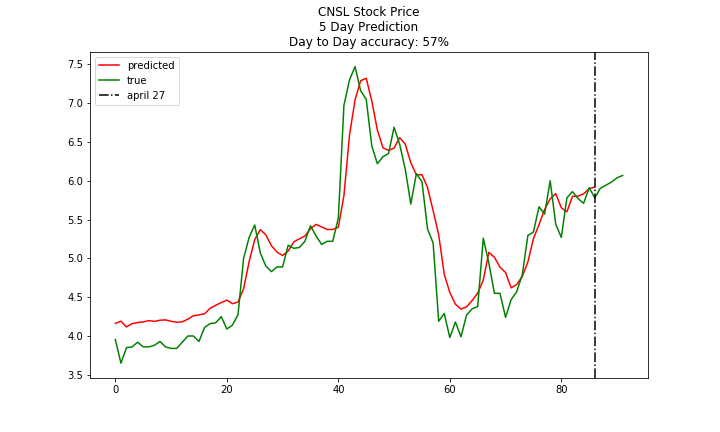 CNSL Stock Price
5 Day Prediction
Day to Day accuracy: 57%
predicted
true
april 27
7.5
7.0
6.5
6.0
5.5
5.0
4.5
4.0
3.5
0 20 40 60 80